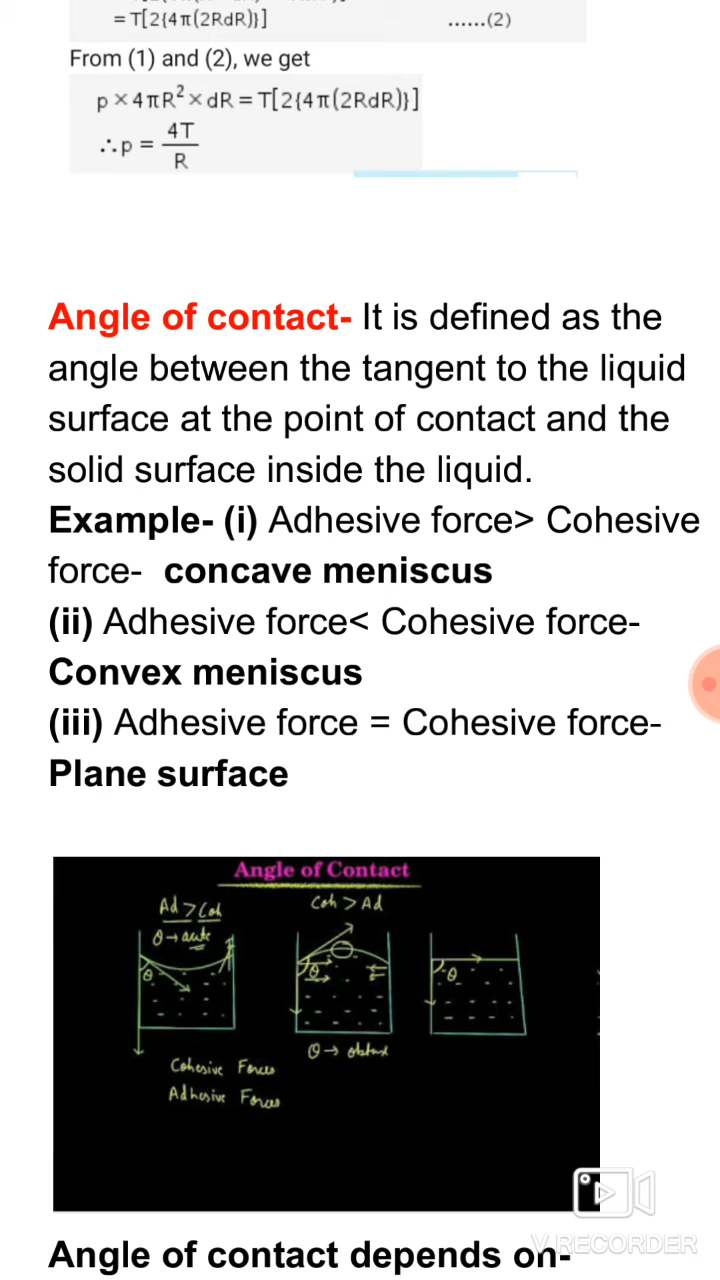 = T[2{4π(2RdR)}] ......(2)
From (1) and (2), we get
p × 4πR² × dR = T[2{4π(2RdR)}]
∴p = 4T
R
Angle of contact- It is defined as the
angle between the tangent to the liquid
surface at the point of contact and the
solid surface inside the liquid.
Example- (i) Adhesive force> Cohesive
force- concave meniscus
(ii) Adhesive force< Cohesive force-
Convex meniscus
(iii) Adhesive force = Cohesive force-
Plane surface
Angle of Contact
Ad > Coh
θ → acute
Coh > Ad
θ
θ
θ
θ →
Cohesive Forces
Adhesive Forces
V RECORDER
Angle of contact depends on-